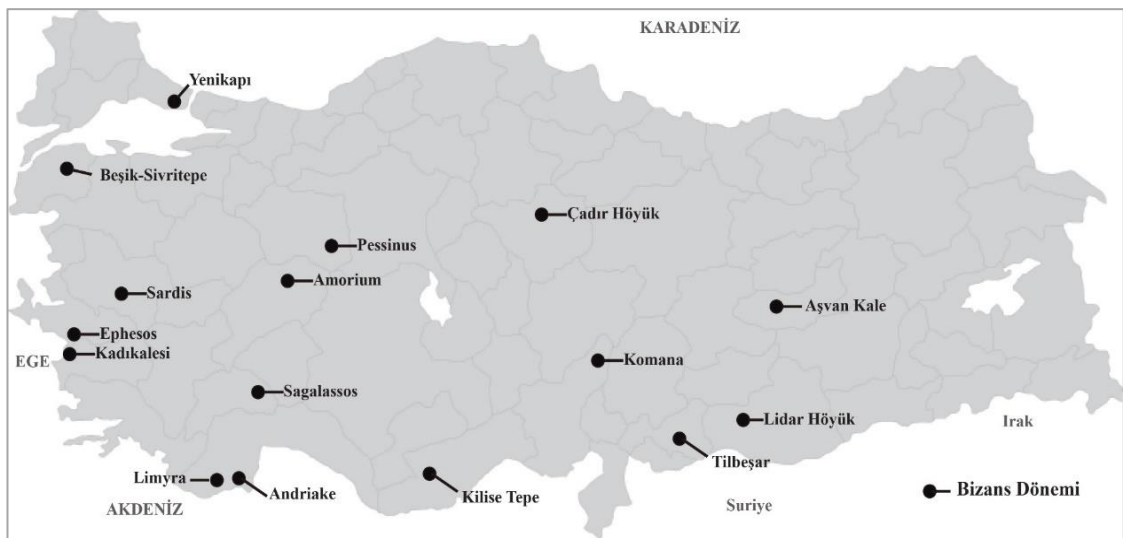 KARADENİZ
Yenikapı
Beşik-Sivritepe
Çadır Höyük
Pessinus
Amorium
Sardis
Aşvan Kale
Ephesos
Kadıkalesi
EGE
Komana
Sagalassos
Lidar Höyük
Irak
Tilbeşar
Limyra
Andriake
Kilise Tepe
Bizans Dönemi
AKDENİZ
Suriye